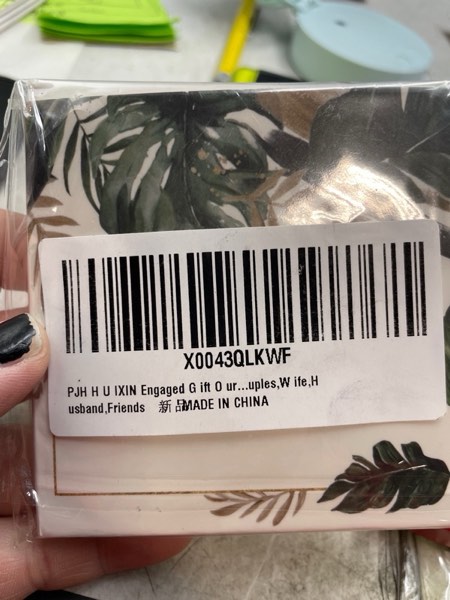 X0043QLKWF
PJH H U IXIN Engaged G ift O ur...uples,W ife,H
usband,Friends 新品MADE IN CHINA